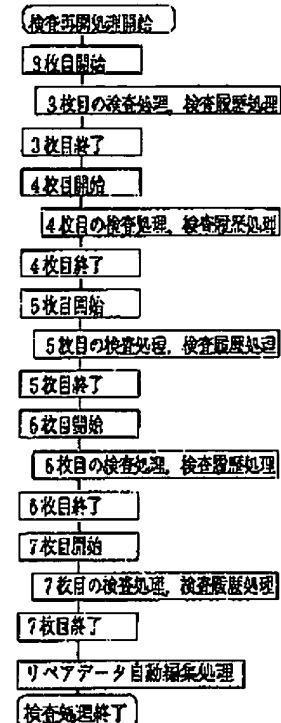 検査再開処理開始
3枚目開始
3枚目の検査処理，検査履歴処理
3枚目終了
4枚目開始
4枚目の検査処理，検査履歴処理
4枚目終了
5枚目開始
5枚目の検査処理，検査履歴処理
5枚目終了
6枚目開始
6枚目の検査処理，検査履歴処理
6枚目終了
7枚目開始
7枚目の検査処理，検査履歴処理
7枚目終了
リペアデータ自動編集処理
検査処理終了